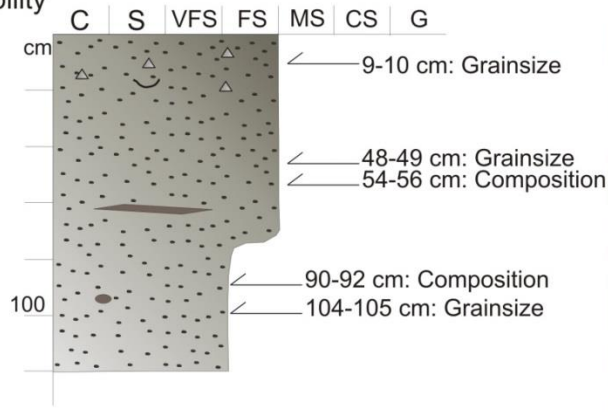 bility
C S VFS FS MS CS G
cm
9-10 cm: Grainsize
48-49 cm: Grainsize
54-56 cm: Composition
90-92 cm: Composition
100
104-105 cm: Grainsize